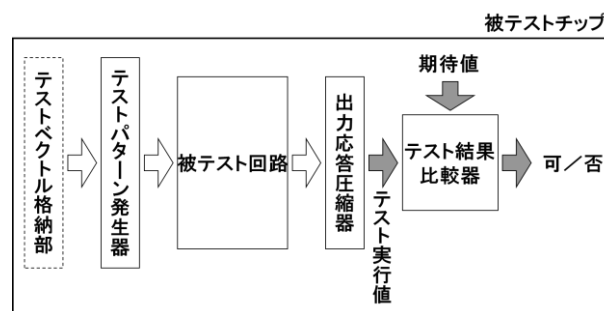 被テストチップ
テストベクトル格納部
テストパターン発生器
被テスト回路
出力応答圧縮器
テスト実行値
期待値
テスト結果
比較器
可／否